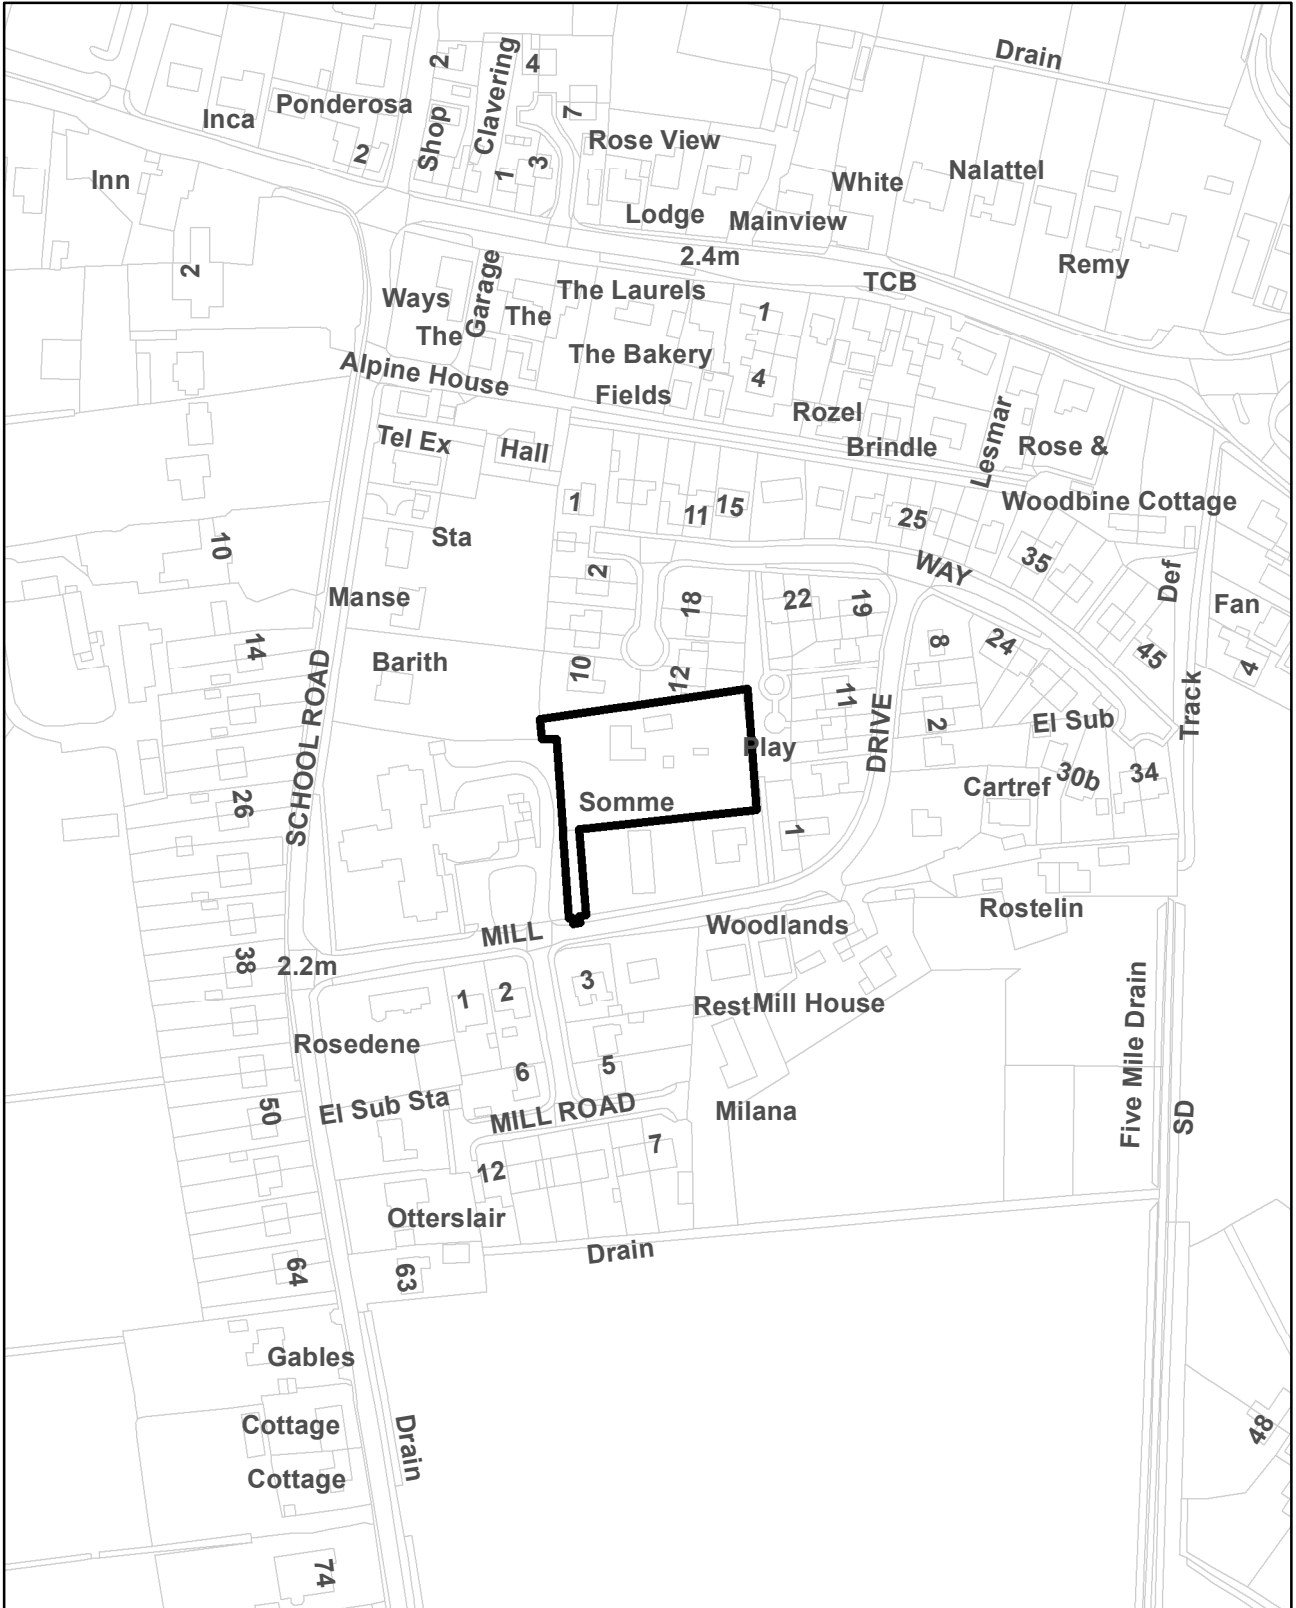 Drain
2
Clavering
4
Ponderosa
Inca
Shop
7
Rose View
2
1
3
Inn
White
Nalattel
Lodge
Mainview
2.4m
2
TCB
Remy
Ways
Garage
The Laurels
The
1
The
Alpine House
The Bakery
4
Fields
Rozel
Lesmar
Tel Ex
Hall
Brindle
Rose &
1
11
15
25
Woodbine Cottage
10
Sta
2
WAY
35
Def
Manse
18
22
19
Fan
14
Barith
10
12
8
24
45
4
SCHOOL ROAD
11
2
DRIVE
El Sub
Track
Play
Cartref
30b
34
26
Somme
1
38
2.2m
MILL
Woodlands
Rostelin
1
2
3
Rest
Mill House
Rosedene
6
5
Five Mile Drain
SD
50
El Sub Sta
MILL ROAD
Milana
12
7
Otterslair
Drain
64
63
Gables
Cottage
Drain
48
Cottage
74